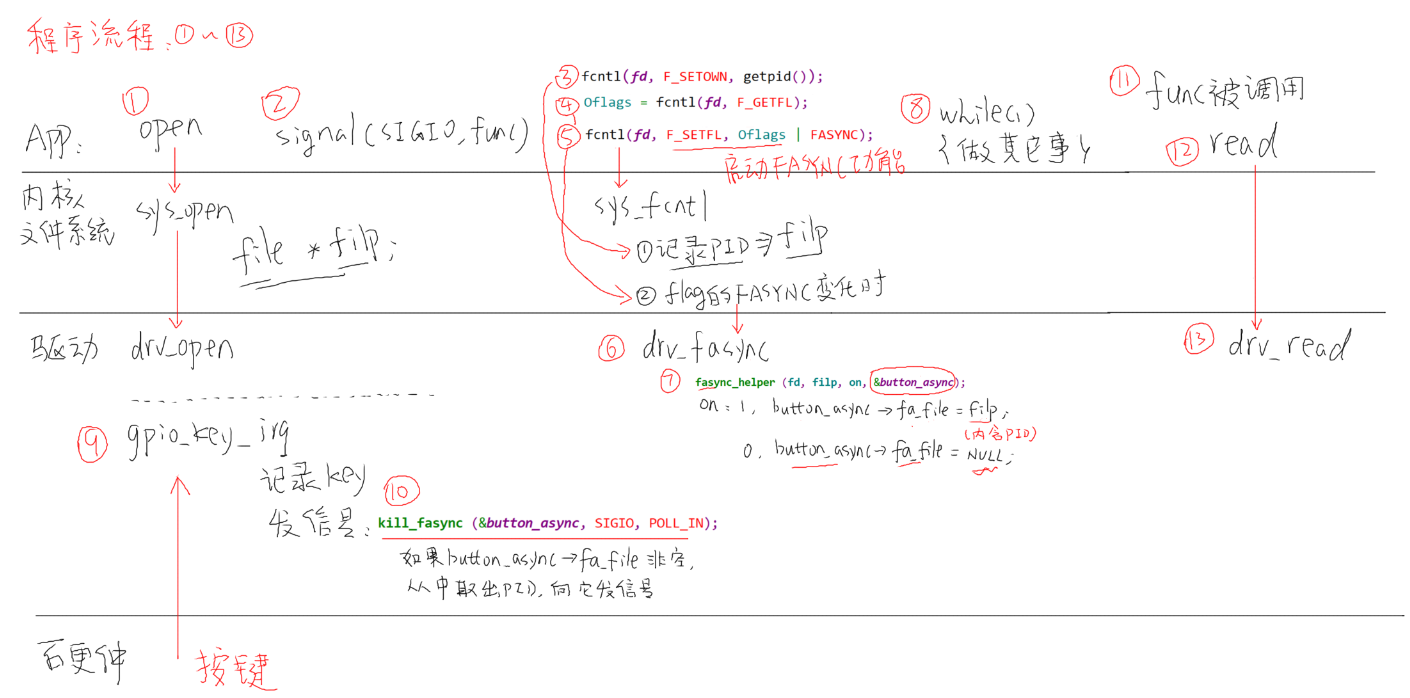 程序流程：①~⑬
App:
① open
② signal(SIGIO, func)
③ fcntl(fd, F_SETOWN, getpid());
④ Oflags = fcntl(fd, F_GETFL);
⑤ fcntl(fd, F_SETFL, Oflags | FASYNC);
启动FASYNC功能
⑧ while(1)
{做其它事}
⑪ func被调用
⑫ read
内核
文件系统
sys_open
file *filp;
sys_fcntl
①记录PID于filp
②flag的FASYNC变化时
驱动
drv_open
⑥ drv_fasync
⑦ fasync_helper (fd, filp, on, &button_async);
on: 1, button_async→fa_file = filp;
(内含PID)
0, button_async→fa_file = NULL;
⑬ drv_read
⑨ gpio_key_irq
记录key
⑩
发信号: kill_fasync (&button_async, SIGIO, POLL_IN);
如果button_async→fa_file非空,
从中取出PID,向它发信号
硬件
按键